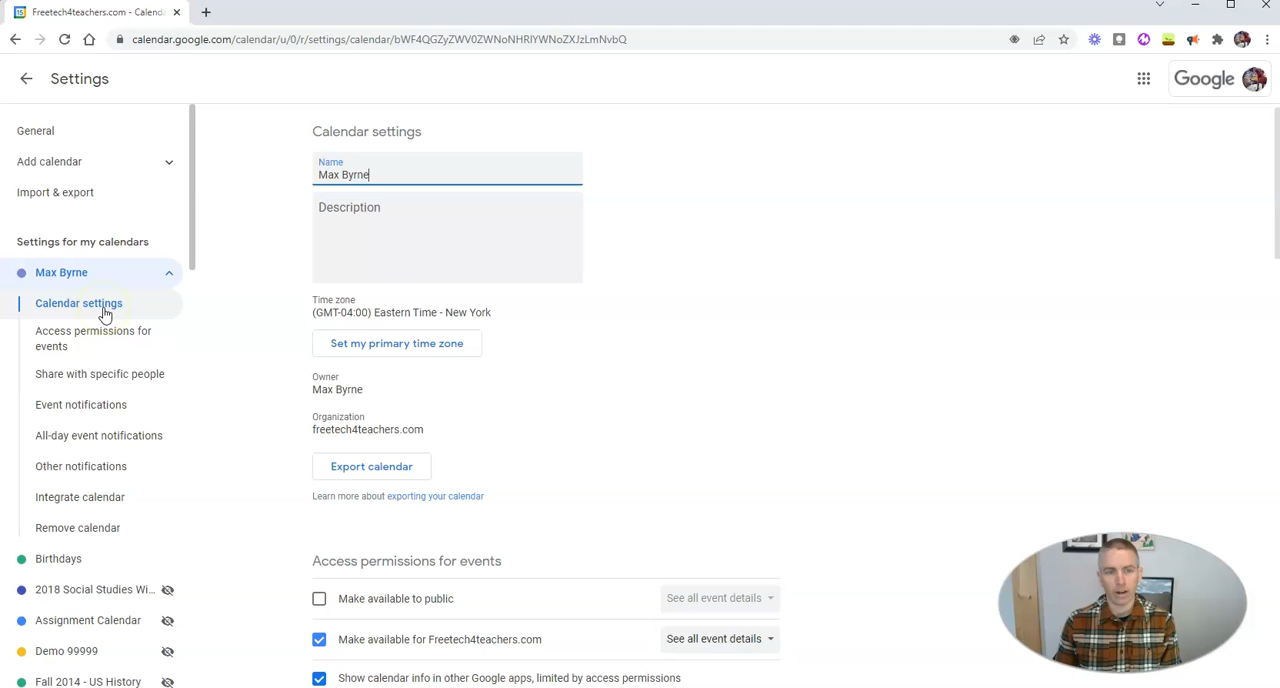 Freetech4teachers.com - Calenda
calendar.google.com/calendar/u/0/r/settings/calendar/bWF4QGZyZWV0ZWNoNHRlYWNoZXJzLmNvbQ
Settings
Google
General
Add calendar
Import & export
Settings for my calendars
Max Byrne
Calendar settings
Access permissions for
events
Share with specific people
Event notifications
All-day event notifications
Other notifications
Integrate calendar
Remove calendar
Birthdays
2018 Social Studies Wi...
Assignment Calendar
Demo 99999
Fall 2014 - US History
Calendar settings
Name
Max Byrne
Description
Time zone
(GMT-04:00) Eastern Time - New York
Set my primary time zone
Owner
Max Byrne
Organization
freetech4teachers.com
Export calendar
Learn more about exporting your calendar
Access permissions for events
Make available to public
See all event details
Make available for Freetech4teachers.com
See all event details
Show calendar info in other Google apps, limited by access permissions